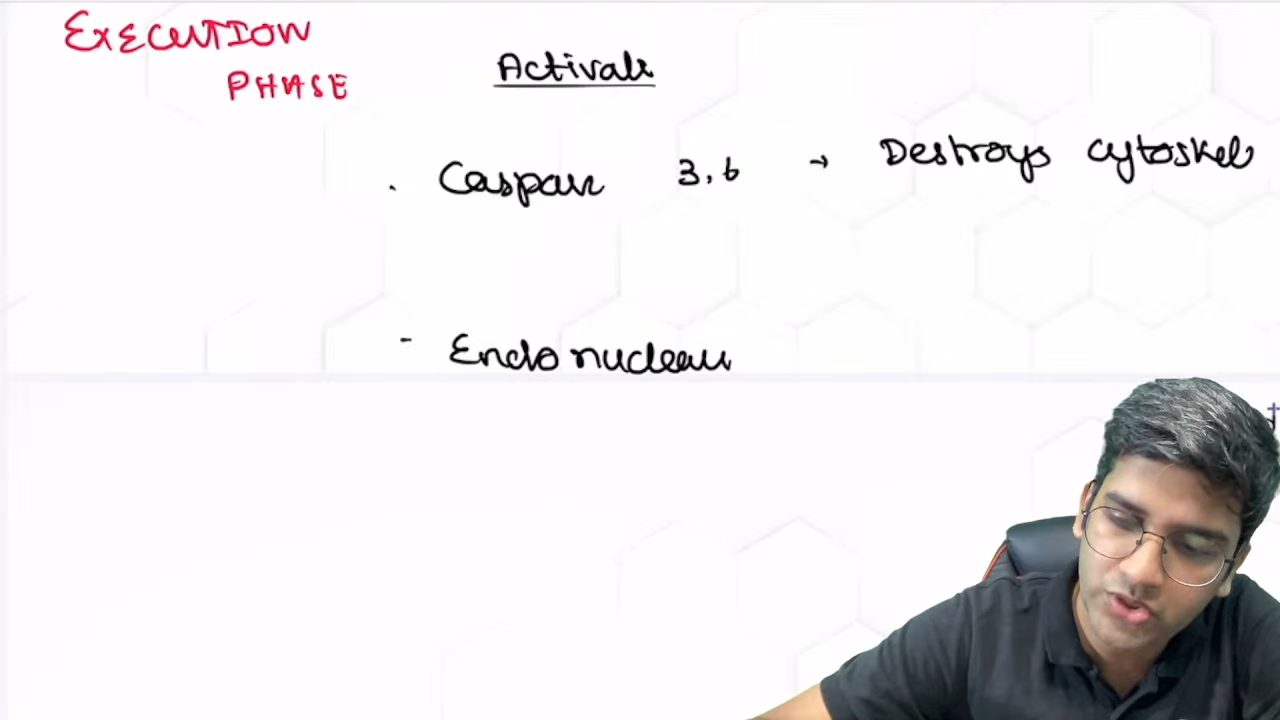 EXECUTION
PHASE
Activate
. Caspase 3,6 → Destroys cytoskel
- Endonuclease